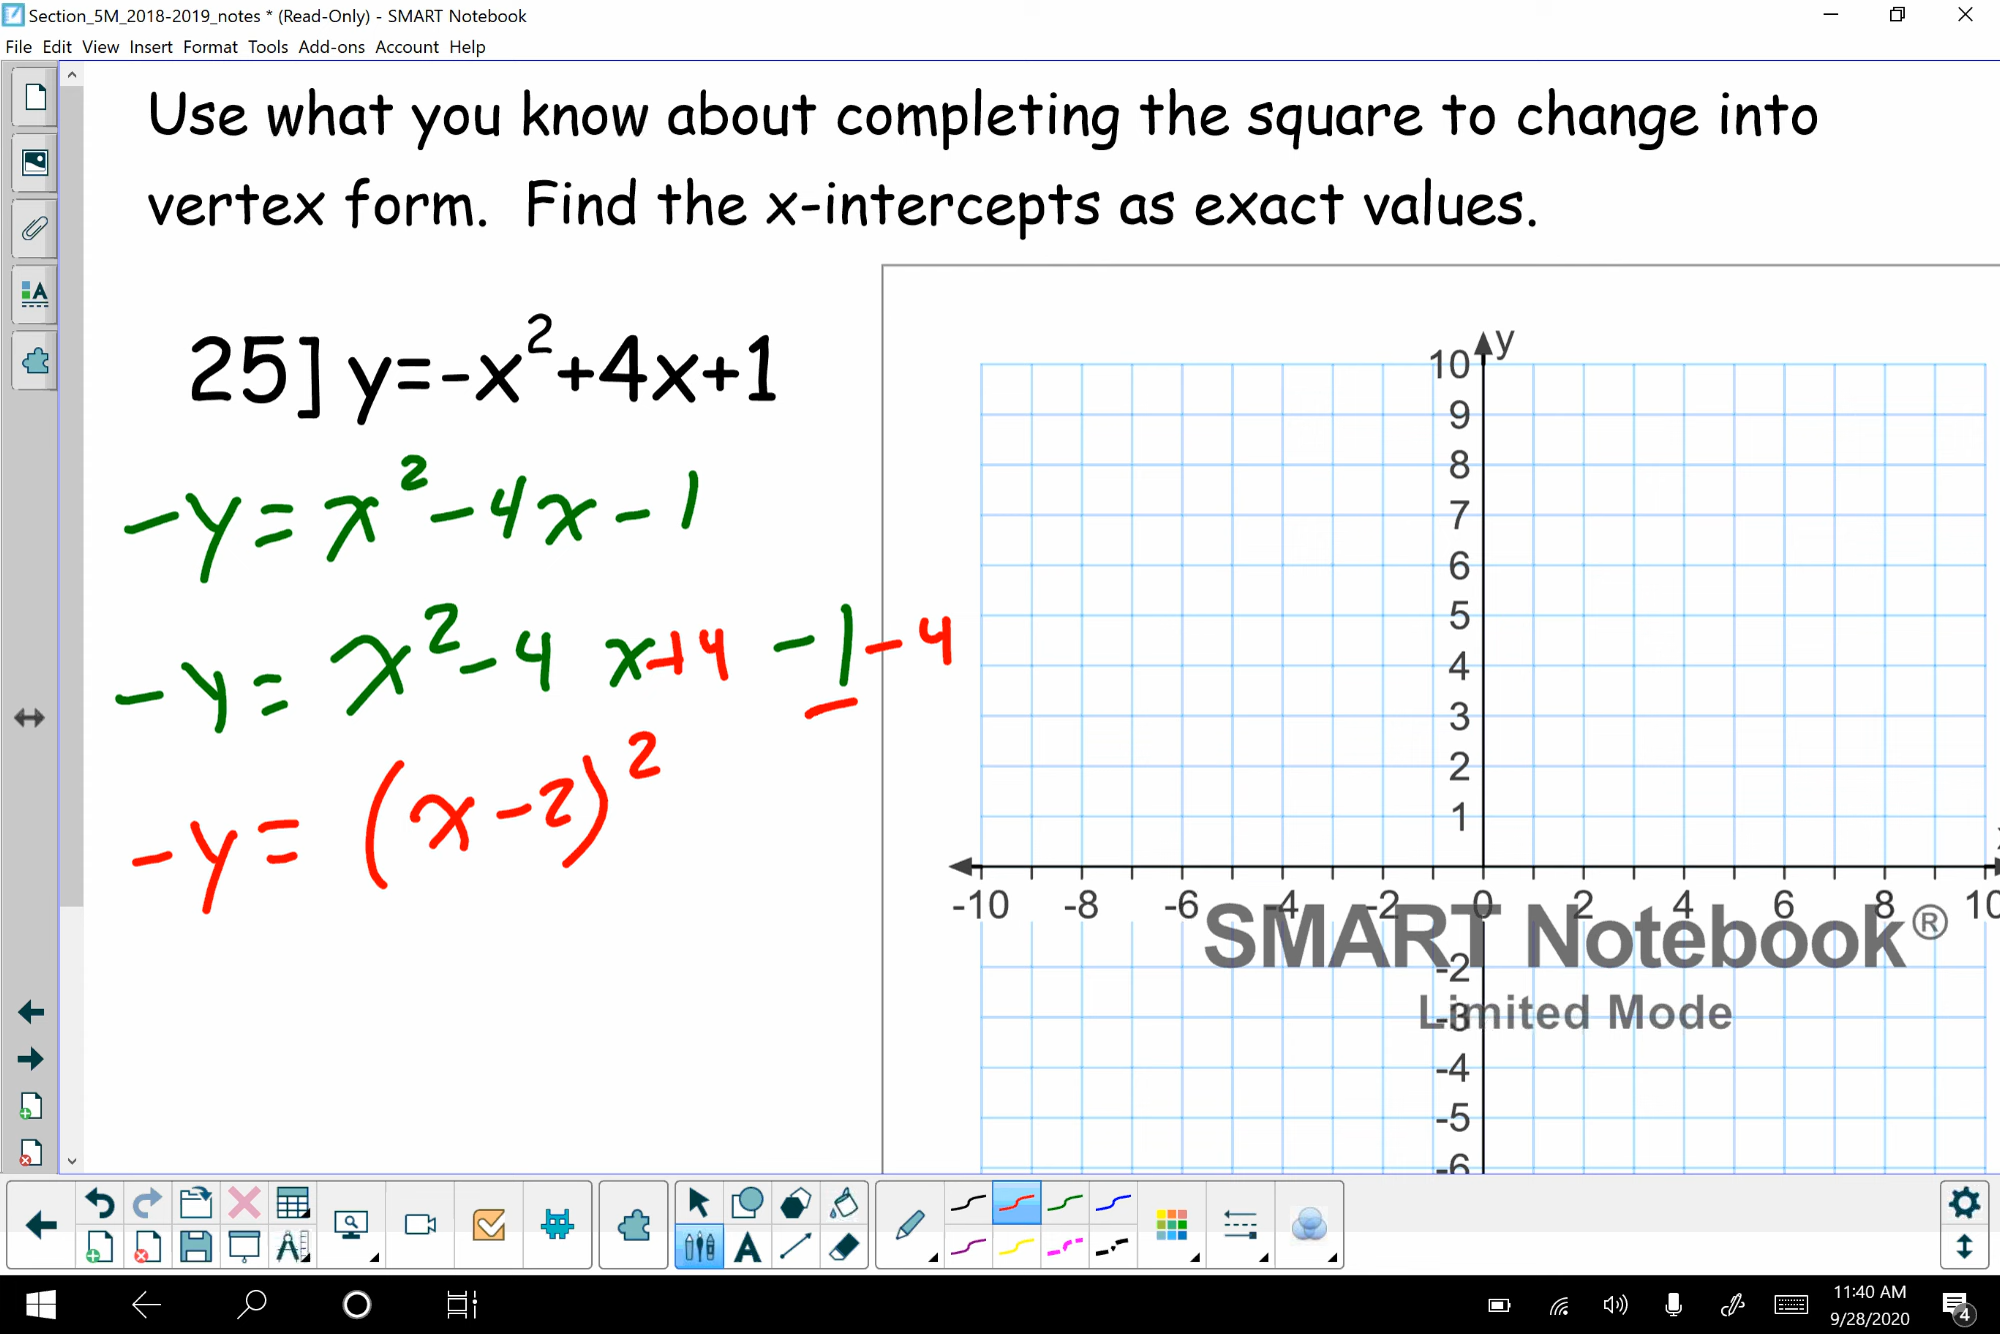 Section_5M_2018-2019_notes * (Read-Only) - SMART Notebook
File Edit View Insert Format Tools Add-ons Account Help
Use what you know about completing the square to change into
vertex form. Find the x-intercepts as exact values.
25] y=-x²+4x+1
-y = x² - 4x - 1
-y = x² - 4 x + 4 - 1 - 4
-y = (x - 2)²
y
10
9
8
7
6
5
4
3
2
1
-10 -8 -6 -4 -2 0 2 4 6 8 10
SMART Notebook®
-2
Limited Mode
-3
-4
-5
-6
A
A
11:40 AM
9/28/2020
4